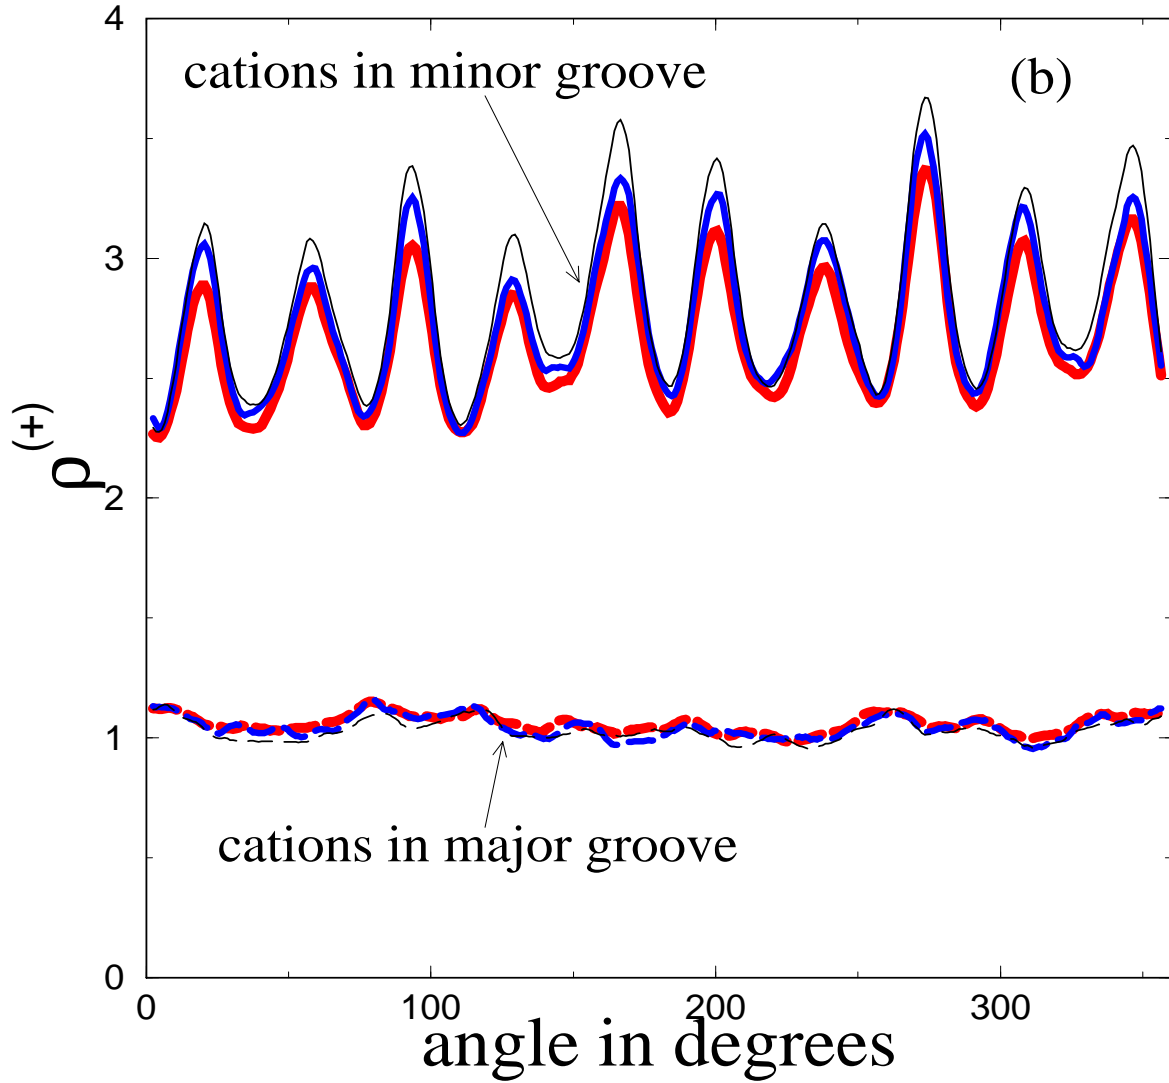 4
cations in minor groove
(b)
3
ρ(+)
2
1
cations in major groove
0
0 100 200 300
angle in degrees